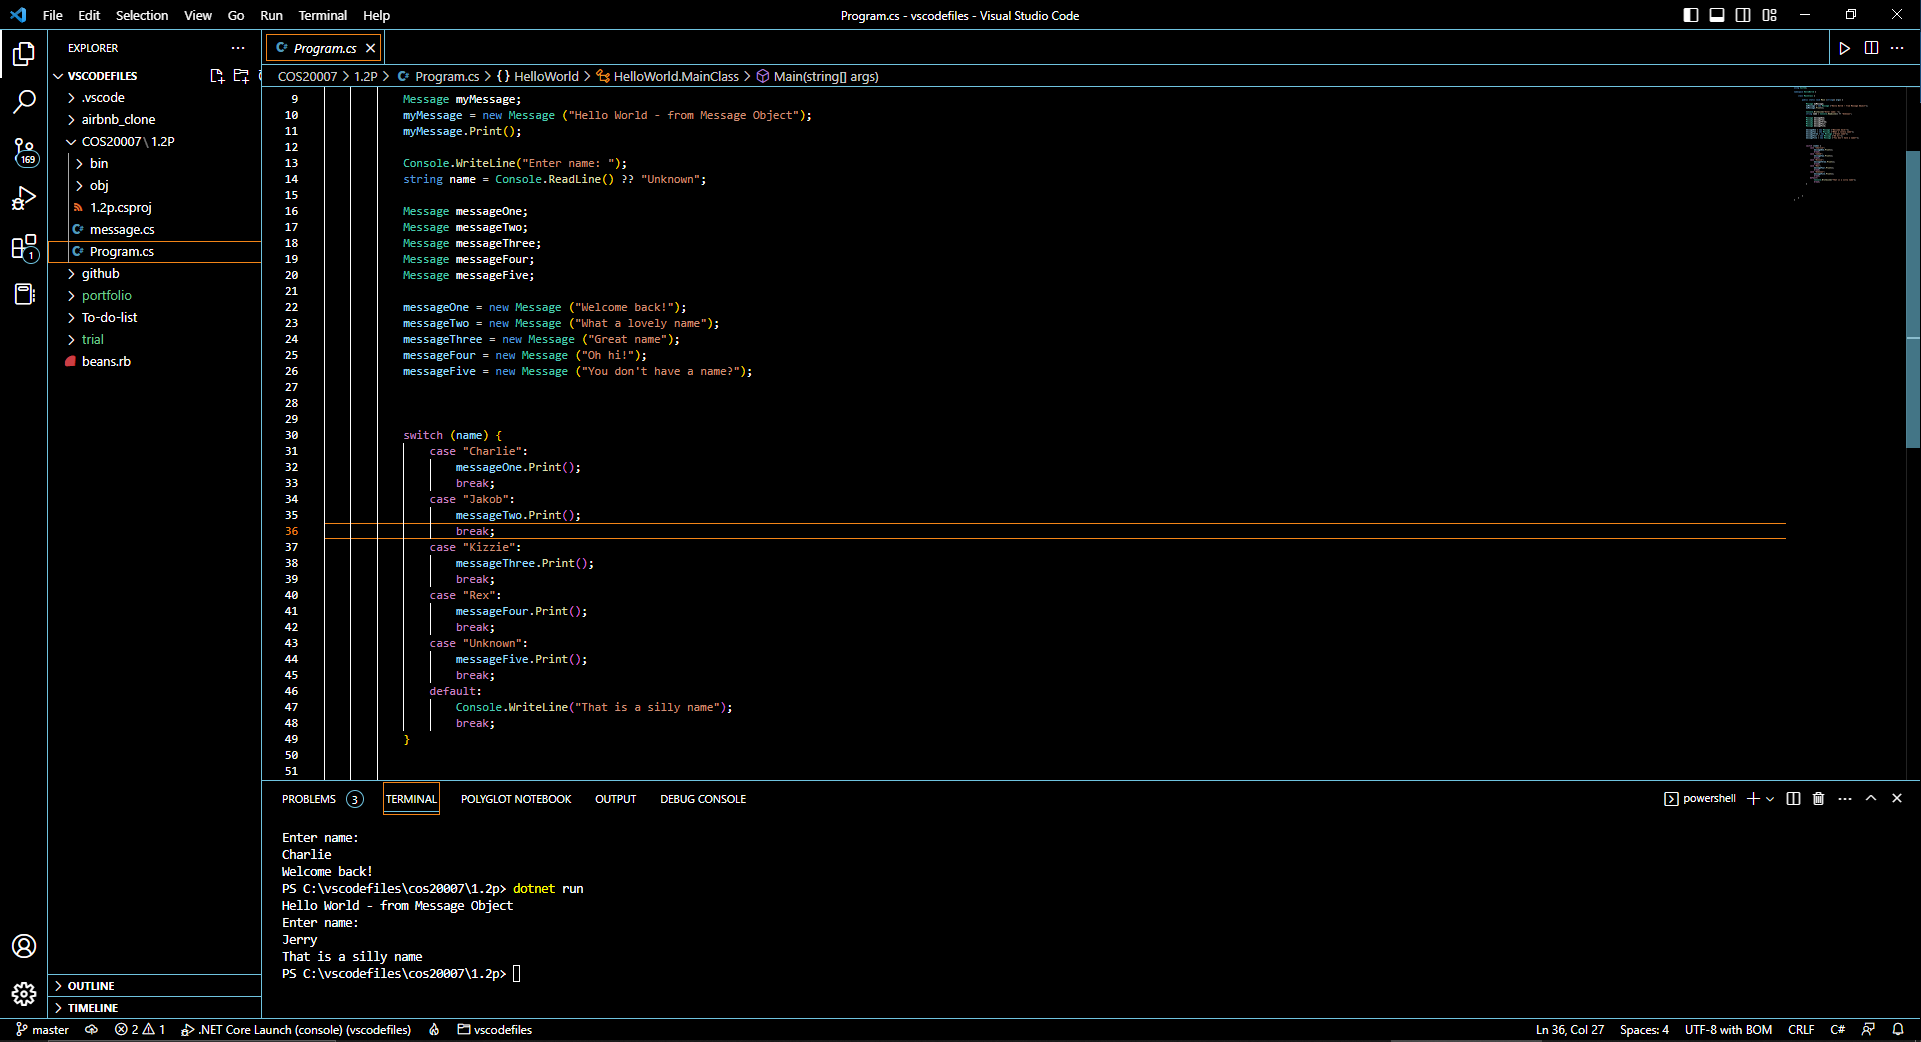 File Edit Selection View Go Run Terminal Help
Program.cs - vscodefiles - Visual Studio Code
EXPLORER
VSCODEFILES
.vscode
airbnb_clone
COS20007\1.2P
bin
obj
1.2p.csproj
message.cs
Program.cs
github
portfolio
To-do-list
trial
beans.rb
OUTLINE
TIMELINE
169
1
Program.cs
COS20007 > 1.2P > Program.cs > {} HelloWorld > HelloWorld.MainClass > Main(string[] args)
9 Message myMessage;
10 myMessage = new Message ("Hello World - from Message Object");
11 myMessage.Print();
12
13 Console.WriteLine("Enter name: ");
14 string name = Console.ReadLine() ?? "Unknown";
15
16 Message messageOne;
17 Message messageTwo;
18 Message messageThree;
19 Message messageFour;
20 Message messageFive;
21
22 messageOne = new Message ("Welcome back!");
23 messageTwo = new Message ("What a lovely name");
24 messageThree = new Message ("Great name");
25 messageFour = new Message ("Oh hi!");
26 messageFive = new Message ("You don't have a name?");
27
28
29
30 switch (name) {
31 case "Charlie":
32 messageOne.Print();
33 break;
34 case "Jakob":
35 messageTwo.Print();
36 break;
37 case "Kizzie":
38 messageThree.Print();
39 break;
40 case "Rex":
41 messageFour.Print();
42 break;
43 case "Unknown":
44 messageFive.Print();
45 break;
46 default:
47 Console.WriteLine("That is a silly name");
48 break;
49 }
50
51
PROBLEMS 3 TERMINAL POLYGLOT NOTEBOOK OUTPUT DEBUG CONSOLE
powershell
Enter name:
Charlie
Welcome back!
PS C:\vscodefiles\cos20007\1.2p> dotnet run
Hello World - from Message Object
Enter name:
Jerry
That is a silly name
PS C:\vscodefiles\cos20007\1.2p>
master 2 1 .NET Core Launch (console) (vscodefiles) vscodefiles
Ln 36, Col 27 Spaces: 4 UTF-8 with BOM CRLF C#